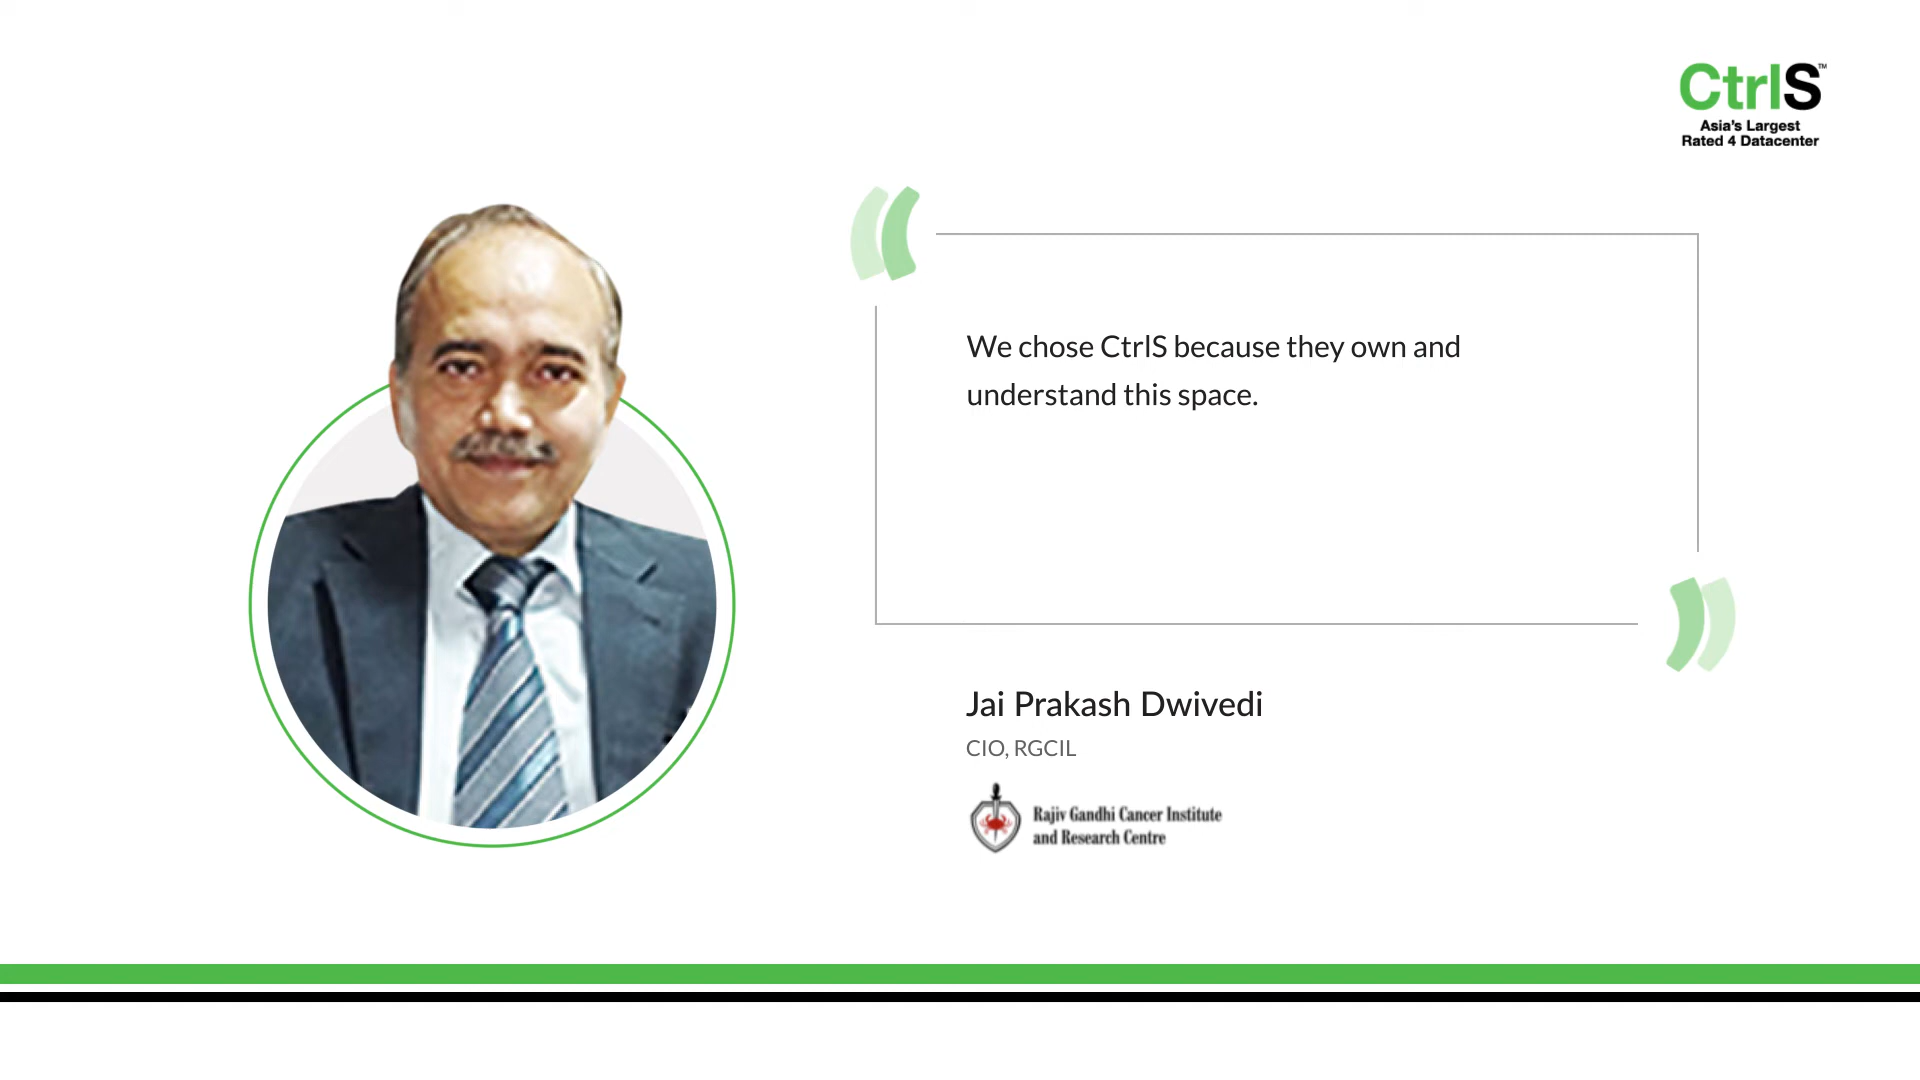 CtrlS™
Asia's Largest
Rated 4 Datacenter
We chose CtrlS because they own and
understand this space.
Jai Prakash Dwivedi
CIO, RGCIL
Rajiv Gandhi Cancer Institute
and Research Centre